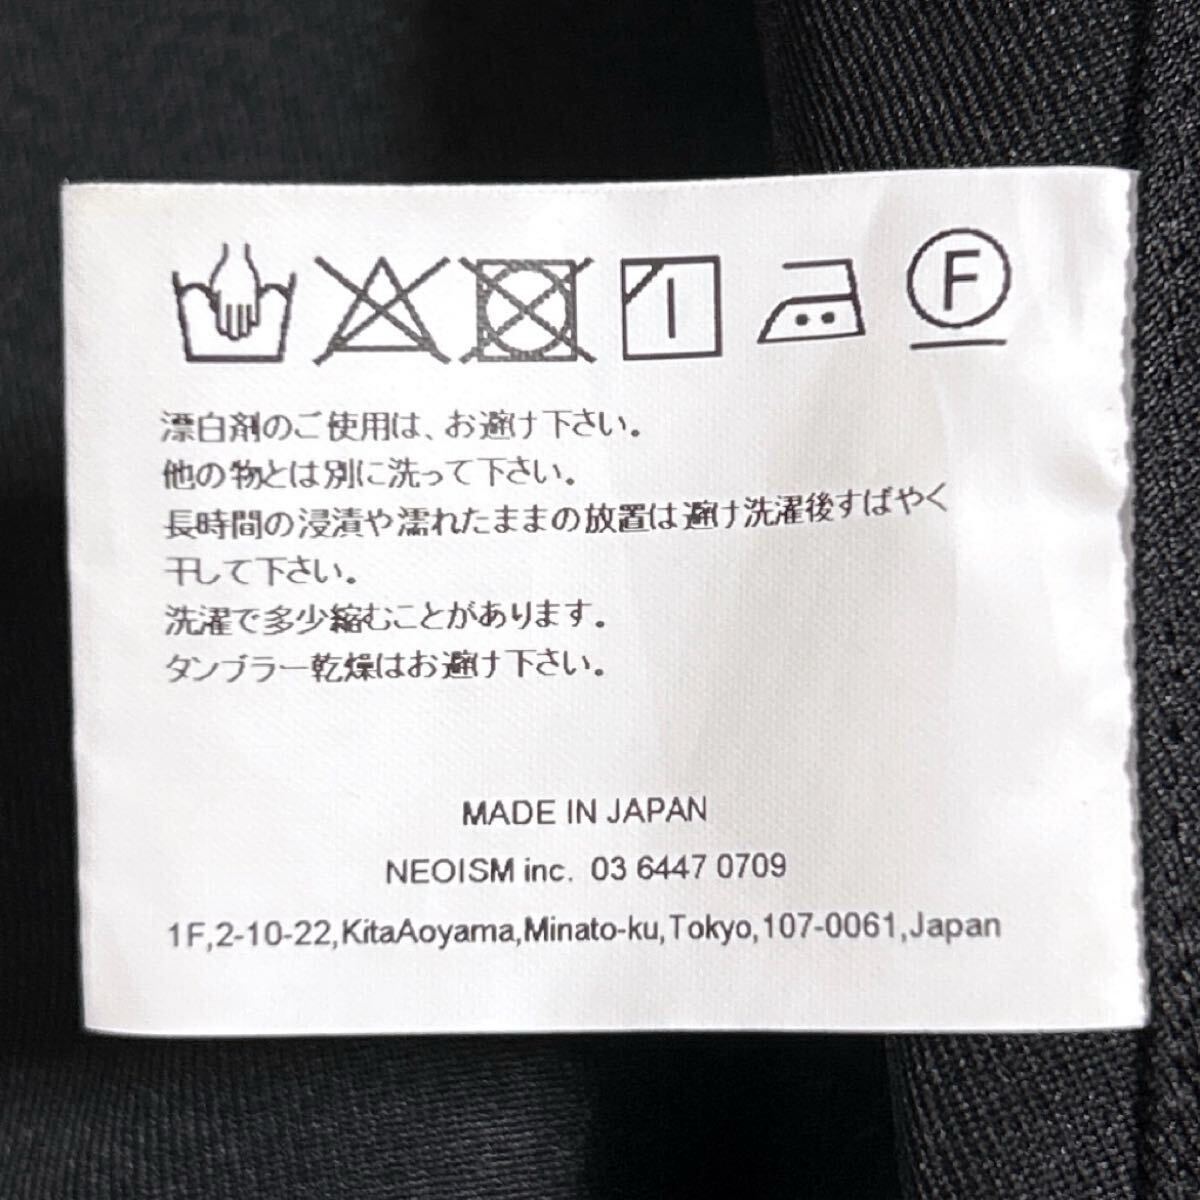 F
漂白剤のご使用は、お避け下さい。
他の物とは別に洗って下さい。
長時間の浸漬や濡れたままの放置は避け洗濯後すばやく
干して下さい。
洗濯で多少縮むことがあります。
タンブラー乾燥はお避け下さい。
MADE IN JAPAN
NEOISM inc. 03 6447 0709
1F,2-10-22,KitaAoyama,Minato-ku,Tokyo,107-0061,Japan